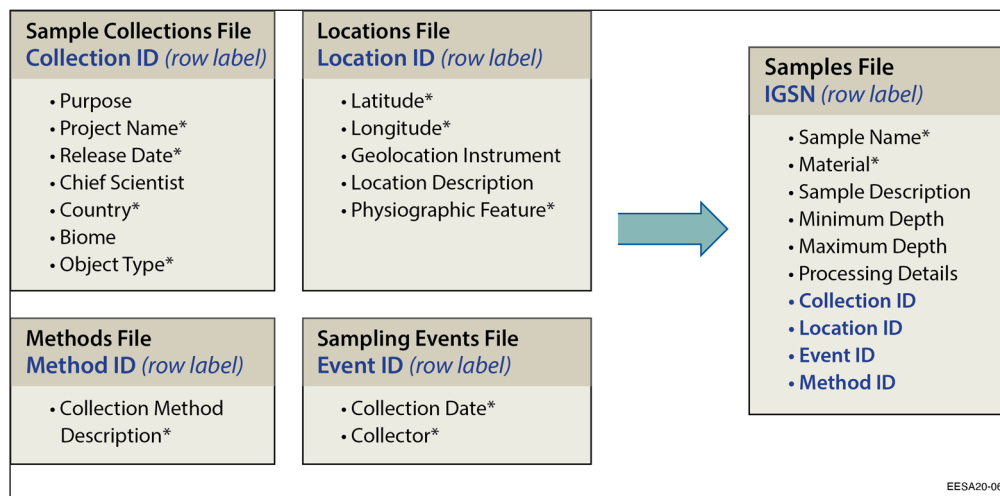 Sample Collections File
Collection ID (row label)
• Purpose
• Project Name*
• Release Date*
• Chief Scientist
• Country*
• Biome
• Object Type*
Locations File
Location ID (row label)
• Latitude*
• Longitude*
• Geolocation Instrument
• Location Description
• Physiographic Feature*
Methods File
Method ID (row label)
• Collection Method
Description*
Sampling Events File
Event ID (row label)
• Collection Date*
• Collector*
Samples File
IGSN (row label)
• Sample Name*
• Material*
• Sample Description
• Minimum Depth
• Maximum Depth
• Processing Details
• Collection ID
• Location ID
• Event ID
• Method ID
EESA20-06